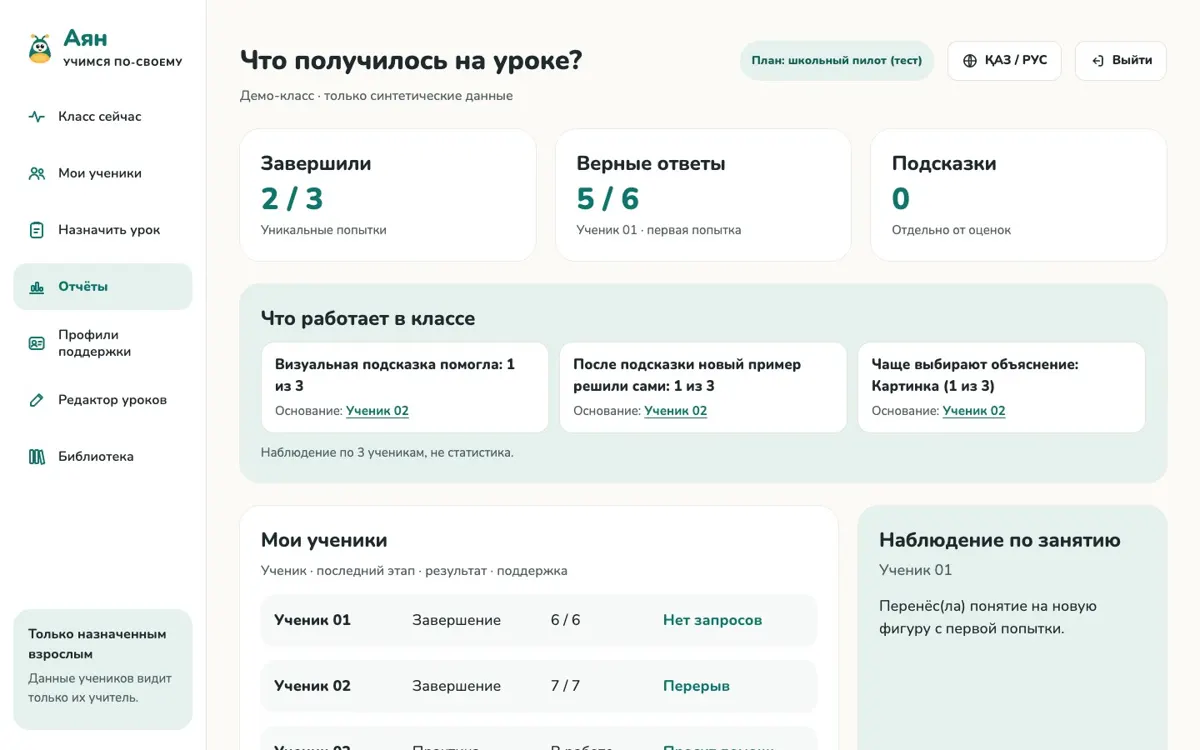 Аян
УЧИМСЯ ПО-СВОЕМУ
Класс сейчас
Мои ученики
Назначить урок
Отчёты
Профили
поддержки
Редактор уроков
Библиотека
Только назначенным
взрослым
Данные учеников видит
только их учитель.
Что получилось на уроке?
Демо-класс · только синтетические данные
План: школьный пилот (тест)
ҚАЗ / РУС
Выйти
Завершили
2 / 3
Уникальные попытки
Верные ответы
5 / 6
Ученик 01 · первая попытка
Подсказки
0
Отдельно от оценок
Что работает в классе
Визуальная подсказка помогла: 1
из 3
Основание: Ученик 02
После подсказки новый пример
решили сами: 1 из 3
Основание: Ученик 02
Чаще выбирают объяснение:
Картинка (1 из 3)
Основание: Ученик 02
Наблюдение по 3 ученикам, не статистика.
Мои ученики
Ученик · последний этап · результат · поддержка
Ученик 01 Завершение 6 / 6 Нет запросов
Ученик 02 Завершение 7 / 7 Перерыв
Наблюдение по занятию
Ученик 01
Перенёс(ла) понятие на новую
фигуру с первой попытки.